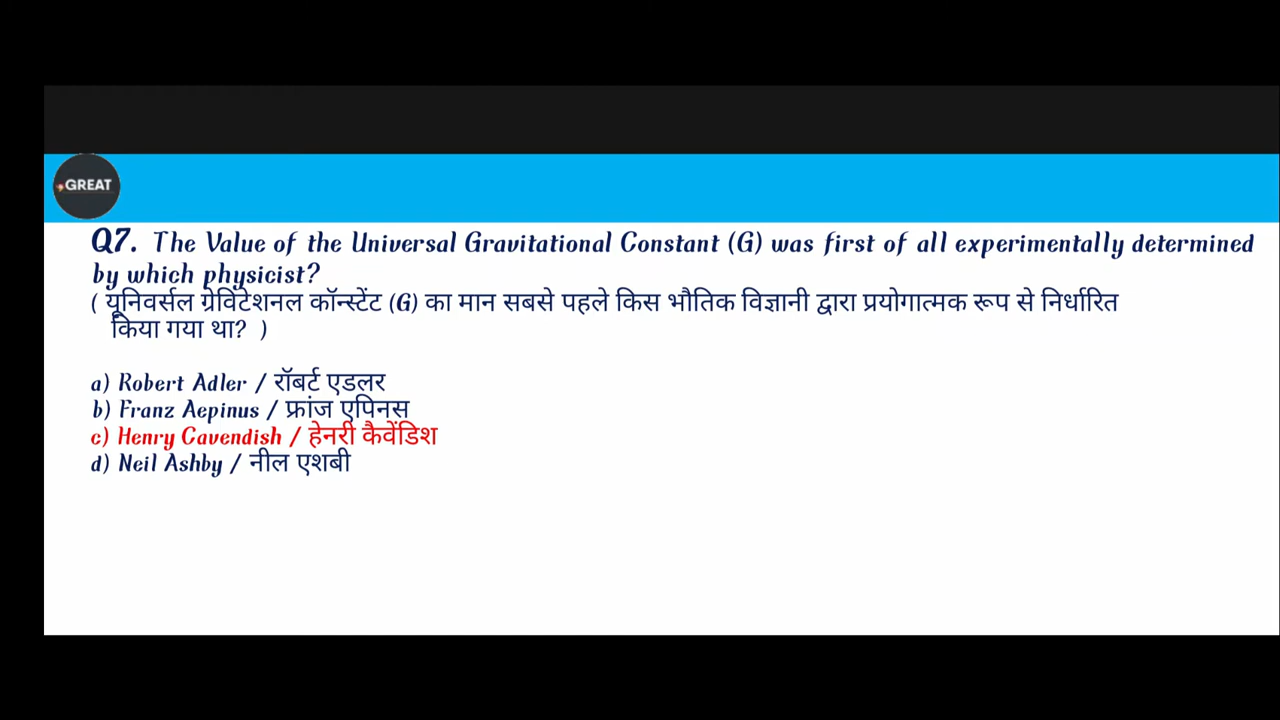 GREAT
Q7. The Value of the Universal Gravitational Constant (G) was first of all experimentally determined
by which physicist?
( यूनिवर्सल ग्रेविटेशनल कॉन्स्टेंट (G) का मान सबसे पहले किस भौतिक विज्ञानी द्वारा प्रयोगात्मक रूप से निर्धारित
किया गया था? )
a) Robert Adler / रॉबर्ट एडलर
b) Franz Aepinus / फ्रांज एपिनस
c) Henry Cavendish / हेनरी कैवेंडिश
d) Neil Ashby / नील एशबी